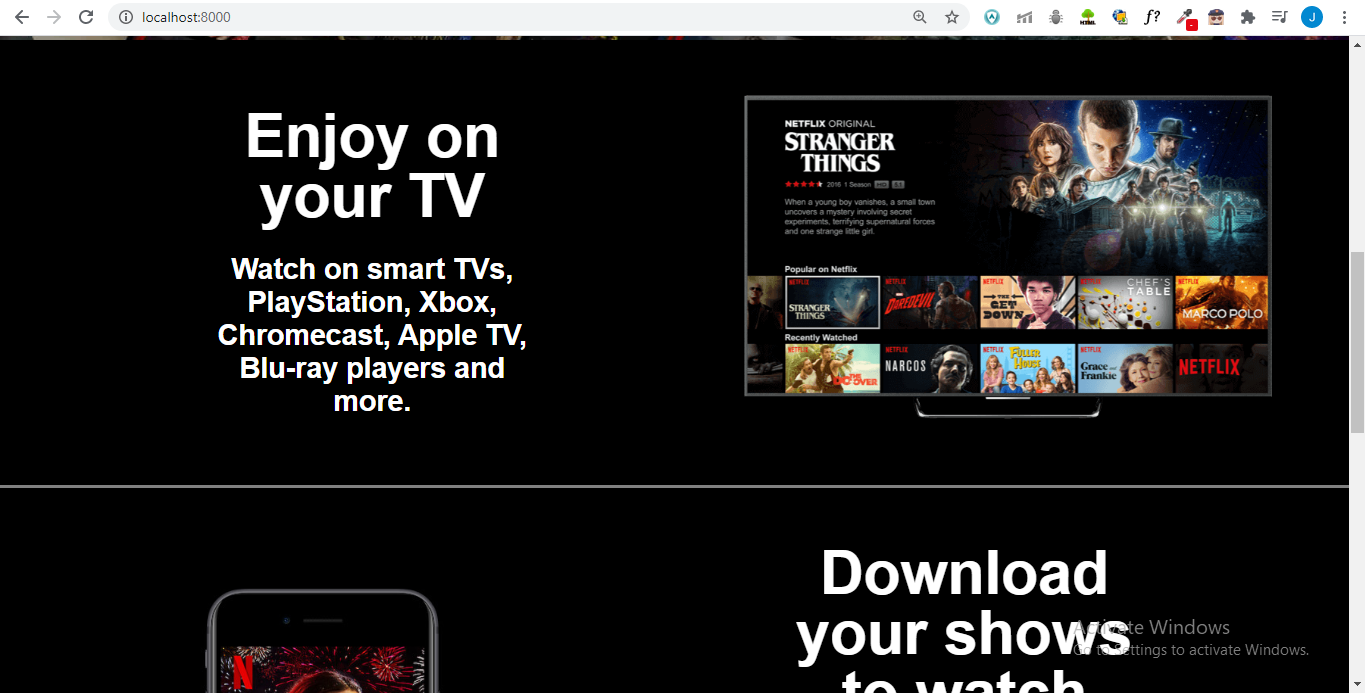 localhost:8000
HTML
f?
J
Enjoy on
your TV
Watch on smart TVs,
PlayStation, Xbox,
Chromecast, Apple TV,
Blu-ray players and
more.
NETFLIX ORIGINAL
STRANGER
THINGS
2016 1 Season HD 5.1
When a young boy vanishes, a small town
uncovers a mystery involving secret
experiments, terrifying supernatural forces
and one strange little girl.
Popular on Netflix
NETFLIX STRANGER THINGS
NETFLIX DAREDEVIL
NETFLIX THE GET DOWN
NETFLIX CHEF'S TABLE
NETFLIX MARCO POLO
Recently Watched
NETFLIX THE DO OVER
NETFLIX NARCOS
NETFLIX FULLER HOUSE
NETFLIX Grace and Frankie
NETFLIX
Download
your shows
to watch
N
Activate Windows
Go to Settings to activate Windows.